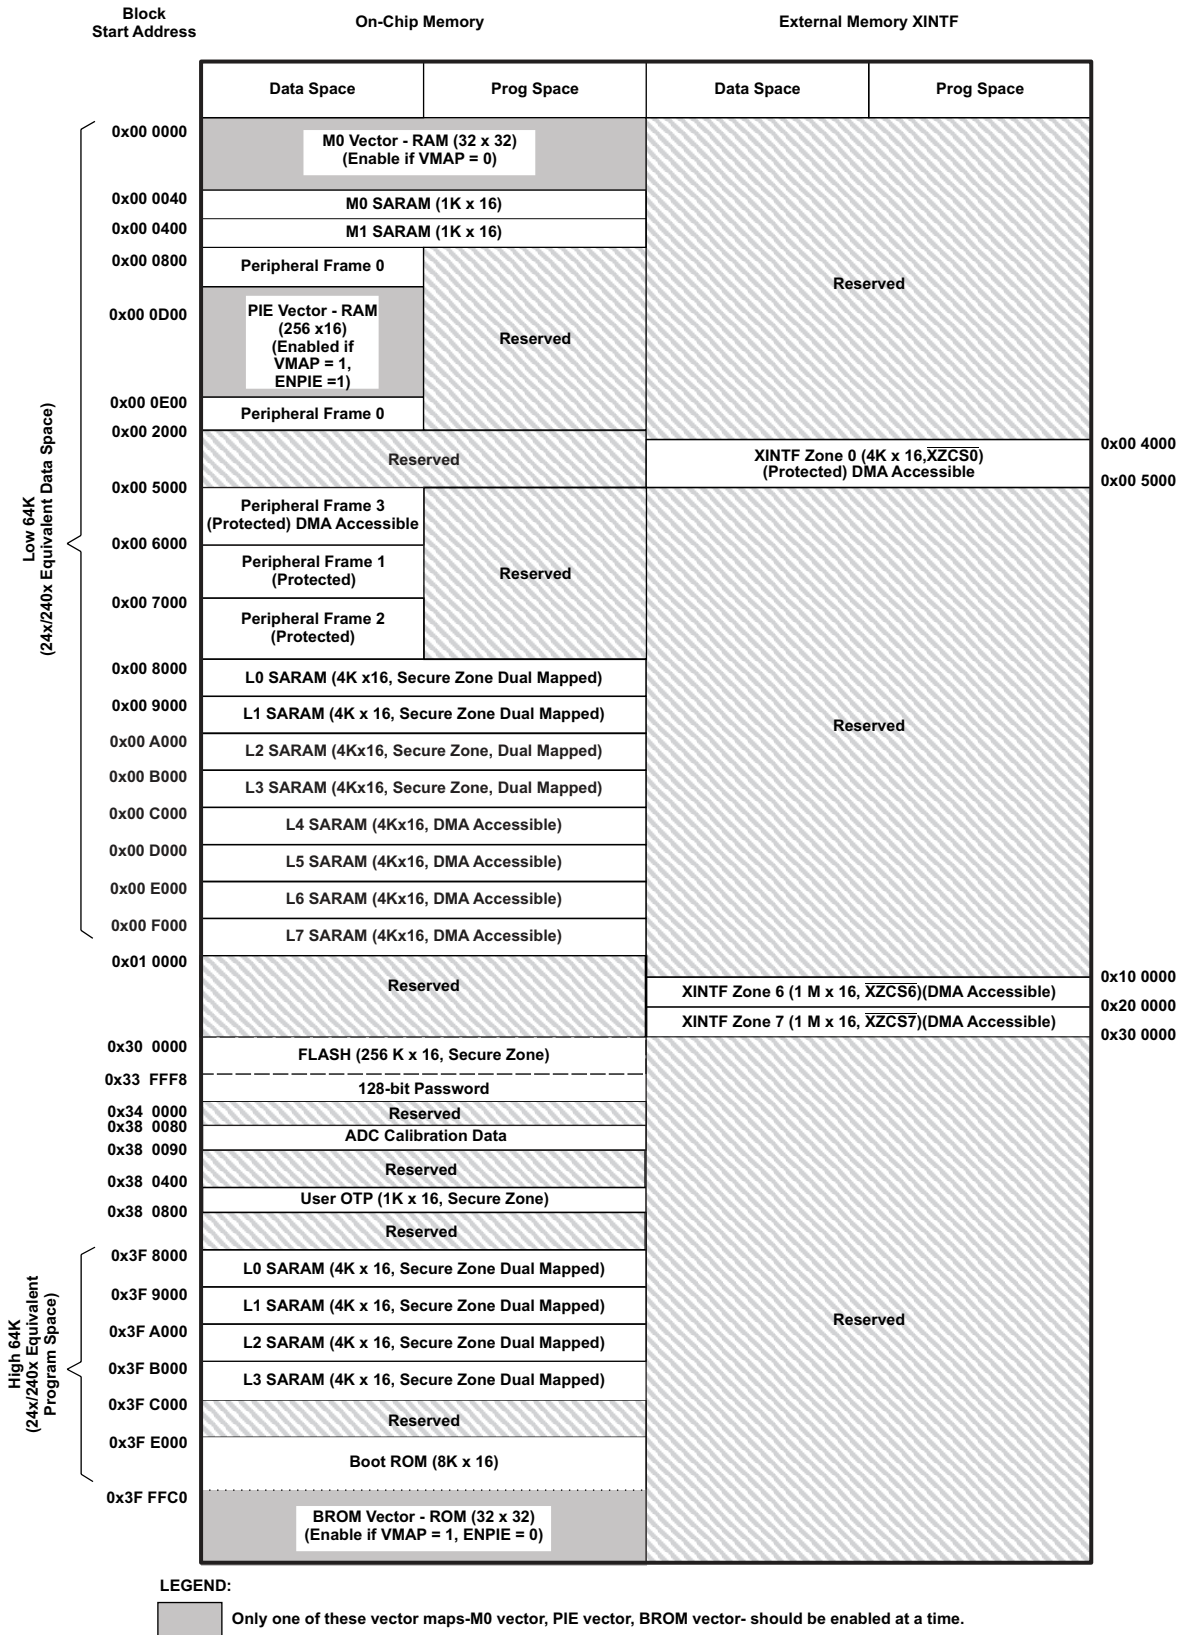 Block
Start Address
On-Chip Memory
External Memory XINTF
Data Space
Prog Space
Data Space
Prog Space
0x00 0000
M0 Vector - RAM (32 x 32)
(Enable if VMAP = 0)
0x00 0040
M0 SARAM (1K x 16)
0x00 0400
M1 SARAM (1K x 16)
0x00 0800
Peripheral Frame 0
Reserved
0x00 0D00
PIE Vector - RAM
(256 x16)
(Enabled if
VMAP = 1,
ENPIE =1)
Reserved
0x00 0E00
Peripheral Frame 0
0x00 2000
Reserved
XINTF Zone 0 (4K x 16,XZCS0)
(Protected) DMA Accessible
0x00 4000
0x00 5000
0x00 5000
Peripheral Frame 3
(Protected) DMA Accessible
0x00 6000
Peripheral Frame 1
(Protected)
Reserved
0x00 7000
Peripheral Frame 2
(Protected)
Low 64K
(24x/240x Equivalent Data Space)
0x00 8000
L0 SARAM (4K x16, Secure Zone Dual Mapped)
0x00 9000
L1 SARAM (4K x 16, Secure Zone Dual Mapped)
Reserved
0x00 A000
L2 SARAM (4Kx16, Secure Zone, Dual Mapped)
0x00 B000
L3 SARAM (4Kx16, Secure Zone, Dual Mapped)
0x00 C000
L4 SARAM (4Kx16, DMA Accessible)
0x00 D000
L5 SARAM (4Kx16, DMA Accessible)
0x00 E000
L6 SARAM (4Kx16, DMA Accessible)
0x00 F000
L7 SARAM (4Kx16, DMA Accessible)
0x01 0000
Reserved
0x10 0000
XINTF Zone 6 (1 M x 16, XZCS6)(DMA Accessible)
0x20 0000
XINTF Zone 7 (1 M x 16, XZCS7)(DMA Accessible)
0x30 0000
0x30 0000
FLASH (256 K x 16, Secure Zone)
0x33 FFF8
128-bit Password
0x34 0000
Reserved
0x38 0080
ADC Calibration Data
0x38 0090
Reserved
0x38 0400
User OTP (1K x 16, Secure Zone)
0x38 0800
Reserved
0x3F 8000
L0 SARAM (4K x 16, Secure Zone Dual Mapped)
0x3F 9000
L1 SARAM (4K x 16, Secure Zone Dual Mapped)
Reserved
0x3F A000
L2 SARAM (4K x 16, Secure Zone Dual Mapped)
0x3F B000
L3 SARAM (4K x 16, Secure Zone Dual Mapped)
High 64K
(24x/240x Equivalent
Program Space)
0x3F C000
Reserved
0x3F E000
Boot ROM (8K x 16)
0x3F FFC0
BROM Vector - ROM (32 x 32)
(Enable if VMAP = 1, ENPIE = 0)
LEGEND:
Only one of these vector maps-M0 vector, PIE vector, BROM vector- should be enabled at a time.